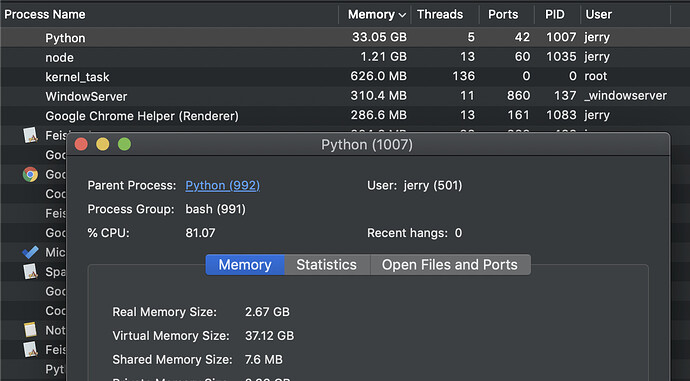 Process Name Memory Threads Ports PID User
Python 33.05 GB 5 42 1007 jerry
node 1.21 GB 13 60 1035 jerry
kernel_task 626.0 MB 136 0 0 root
WindowServer 310.4 MB 11 860 137 _windowserver
Google Chrome Helper (Renderer) 286.6 MB 13 161 1083 jerry
Python (1007)
Goo
Parent Process: Python (992) User: jerry (501)
Goo
Cod
Process Group: bash (991)
Feis
Goo
% CPU: 81.07 Recent hangs: 0
Mic
Memory Statistics Open Files and Ports
Spa
Goo
Cod
Real Memory Size: 2.67 GB
Not
Virtual Memory Size: 37.12 GB
Feis
Shared Memory Size: 7.6 MB
Pyt